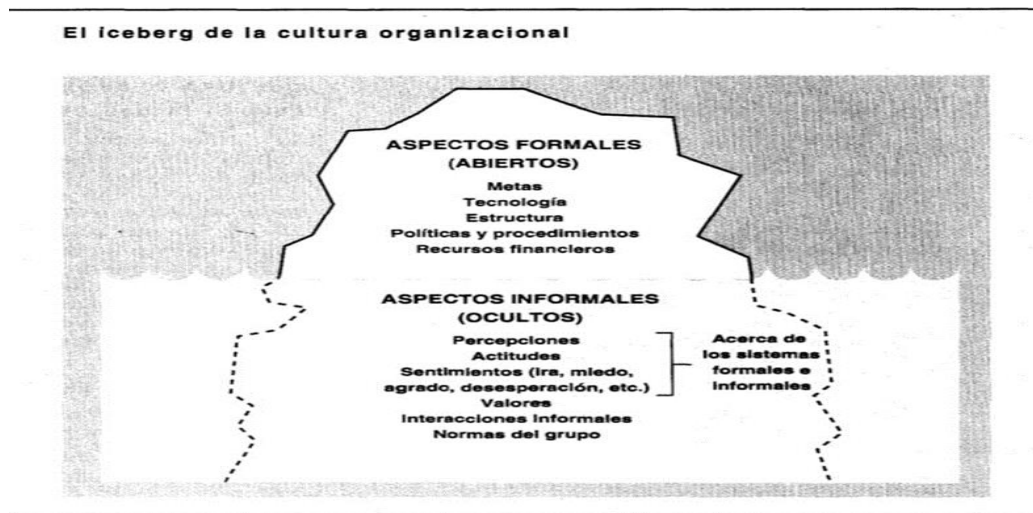 El iceberg de la cultura organizacional
ASPECTOS FORMALES
(ABIERTOS)
Metas
Tecnología
Estructura
Políticas y procedimientos
Recursos financieros
ASPECTOS INFORMALES
(OCULTOS)
Percepciones
Actitudes
Sentimientos (ira, miedo,
agrado, desesperación, etc.)
Valores
Interacciones informales
Normas del grupo
Acerca de
los sistemas
formales e
informales